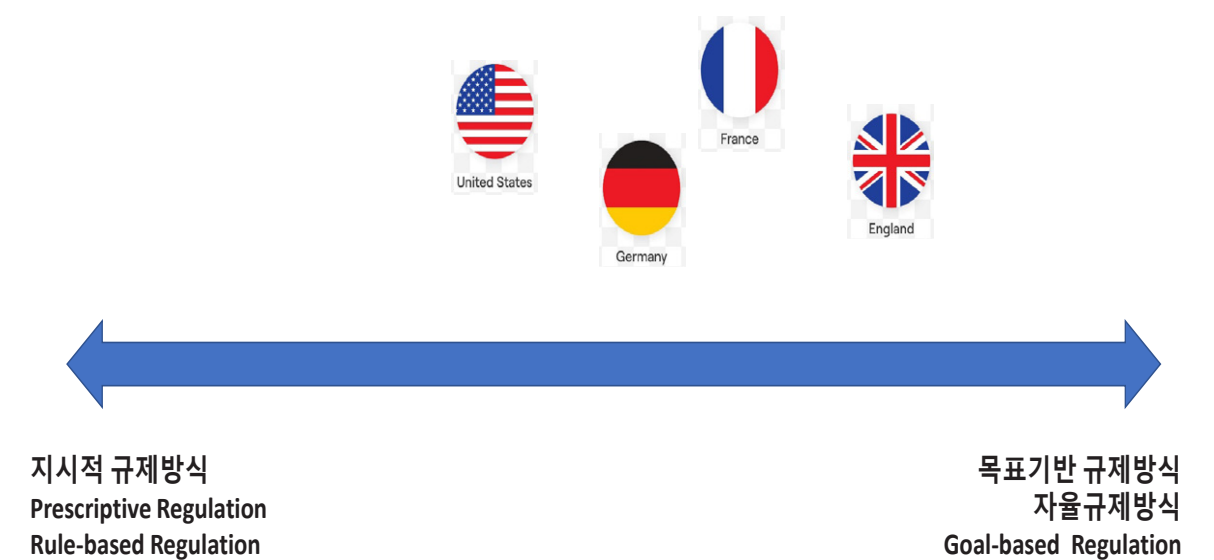 France
United States
England
Germany
지시적 규제방식
Prescriptive Regulation
Rule-based Regulation
목표기반 규제방식
자율규제방식
Goal-based Regulation